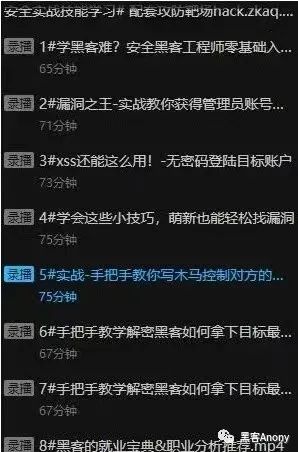 安全实战技能学习# 配套攻防靶场hack.zkaq....
录播 1#学黑客难？安全黑客工程师零基础入...
65分钟
录播 2#漏洞之王-实战教你获得管理员账号...
71分钟
录播 3#xss还能这么用！-无密码登陆目标账户
73分钟
录播 4#学会这些小技巧，萌新也能轻松找漏洞
75分钟
录播 5#实战-手把手教你写木马控制对方的...
75分钟
录播 6#手把手教学解密黑客如何拿下目标最...
67分钟
录播 7#手把手教学解密黑客如何拿下目标最...
67分钟
录播 8#黑客的就业宝典&职业分析推荐.mp4
黑客Anony